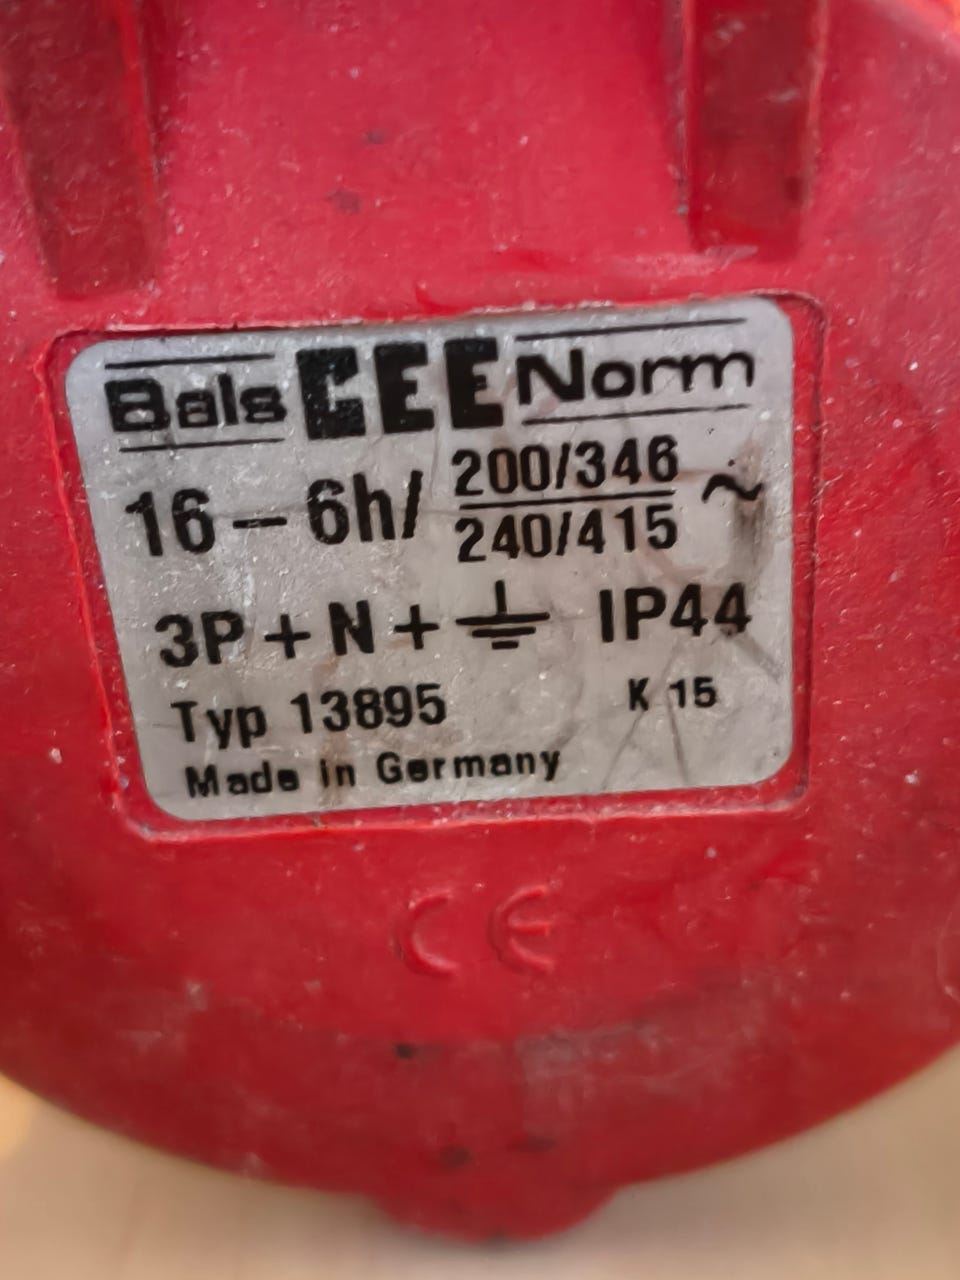 Bals CEE Norm
16 – 6h/ 200/346 ~
240/415
3P + N + ⏚ IP44
Typ 13895 K 15
Made in Germany
CE